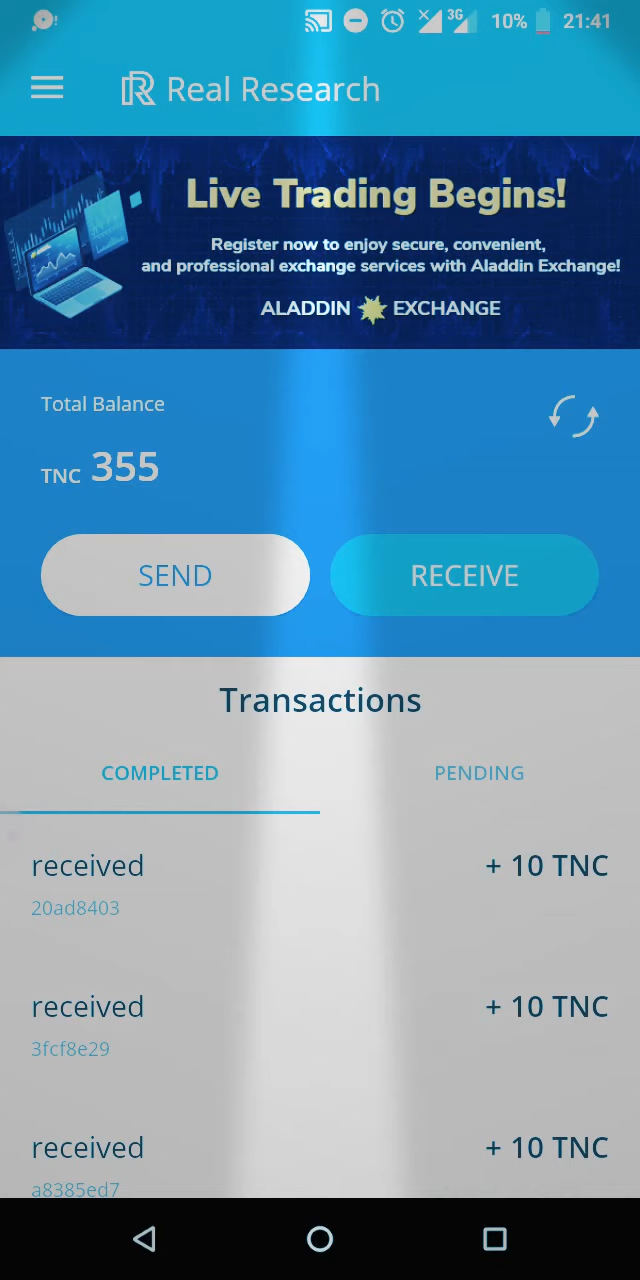 3G 10% 21:41
Real Research
Live Trading Begins!
Register now to enjoy secure, convenient,
and professional exchange services with Aladdin Exchange!
ALADDIN EXCHANGE
Total Balance
TNC 355
SEND RECEIVE
Transactions
COMPLETED PENDING
received + 10 TNC
20ad8403
received + 10 TNC
3fcf8e29
received + 10 TNC
a8385ed7